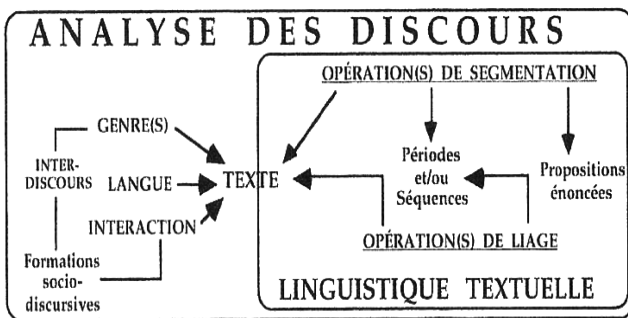 ANALYSE DES DISCOURS
OPÉRATION(S) DE SEGMENTATION
GENRE(S)
INTER-
DISCOURS
LANGUE
TEXTE
INTERACTION
Formations
socio-
discursives
Périodes
et/ou
Séquences
Propositions
énoncées
OPÉRATION(S) DE LIAGE
LINGUISTIQUE TEXTUELLE